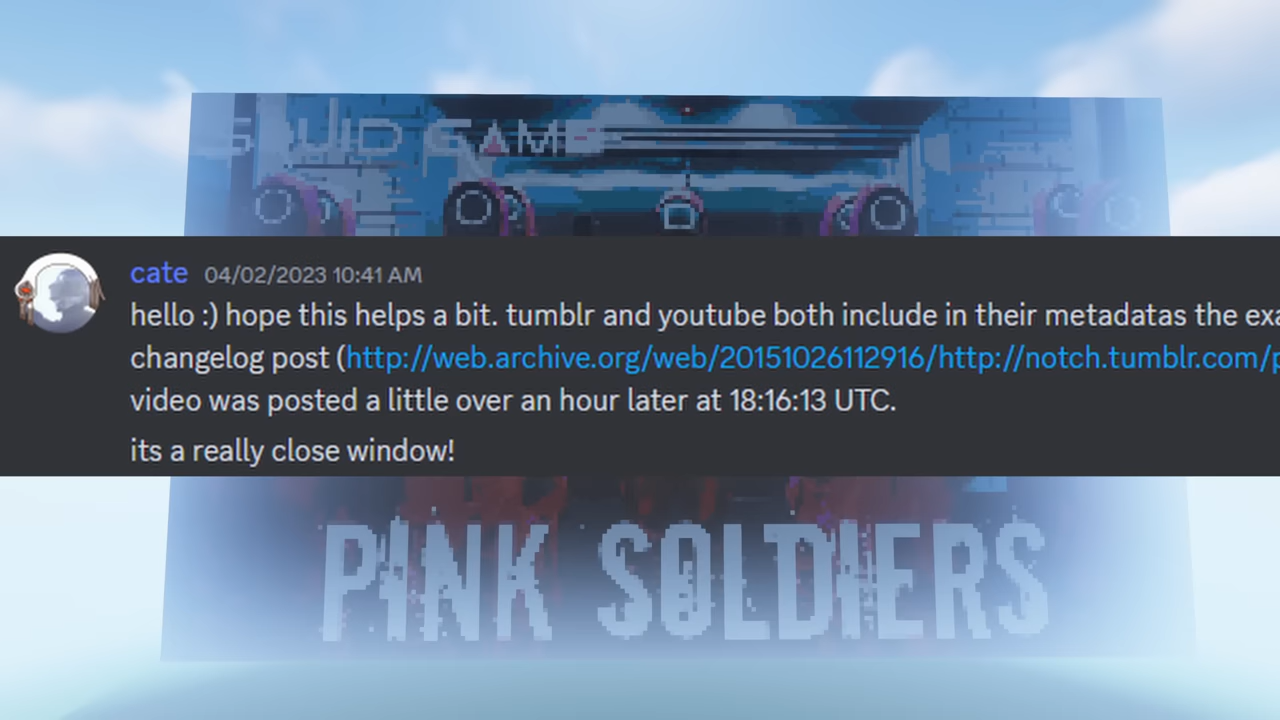 SQUID GAME
cate 04/02/2023 10:41 AM
hello :) hope this helps a bit. tumblr and youtube both include in their metadatas the
changelog post (http://web.archive.org/web/20151026112916/http://notch.tumblr.com/p
video was posted a little over an hour later at 18:16:13 UTC.
its a really close window!
PINK SOLDIERS